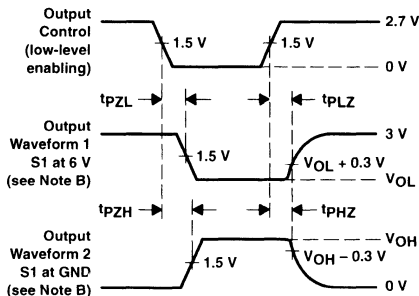 Output
Control
(low-level
enabling)
1.5 V
1.5 V
2.7 V
0 V
tPZL
tPLZ
Output
Waveform 1
S1 at 6 V
(see Note B)
1.5 V
3 V
VOL + 0.3 V
VOL
tPZH
tPHZ
Output
Waveform 2
S1 at GND
(see Note B)
1.5 V
VOH
VOH – 0.3 V
0 V